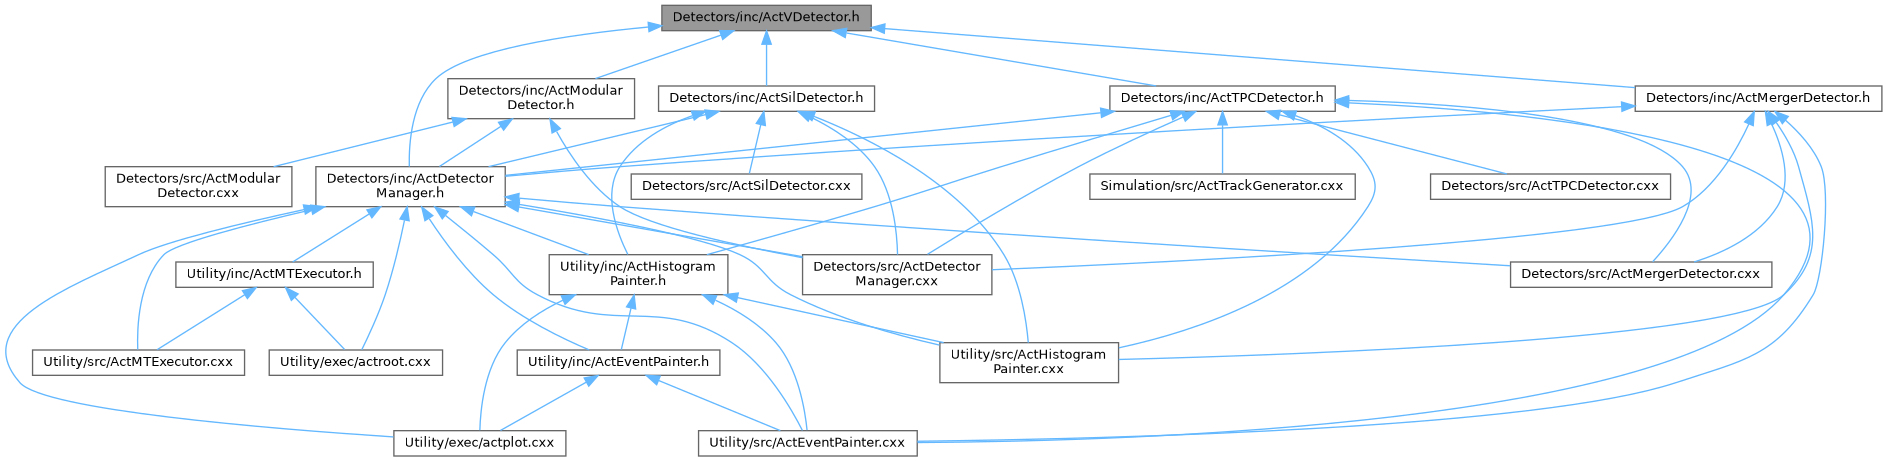 Detectors/inc/ActVDetector.h
Detectors/inc/ActModular
Detector.h
Detectors/inc/ActSilDetector.h
Detectors/inc/ActTPCDetector.h
Detectors/inc/ActMergerDetector.h
Detectors/src/ActModular
Detector.cxx
Detectors/inc/ActDetector
Manager.h
Detectors/src/ActSilDetector.cxx
Simulation/src/ActTrackGenerator.cxx
Detectors/src/ActTPCDetector.cxx
Utility/inc/ActMTExecutor.h
Utility/inc/ActHistogram
Painter.h
Detectors/src/ActDetector
Manager.cxx
Detectors/src/ActMergerDetector.cxx
Utility/src/ActMTExecutor.cxx
Utility/exec/actroot.cxx
Utility/inc/ActEventPainter.h
Utility/src/ActHistogram
Painter.cxx
Utility/exec/actplot.cxx
Utility/src/ActEventPainter.cxx